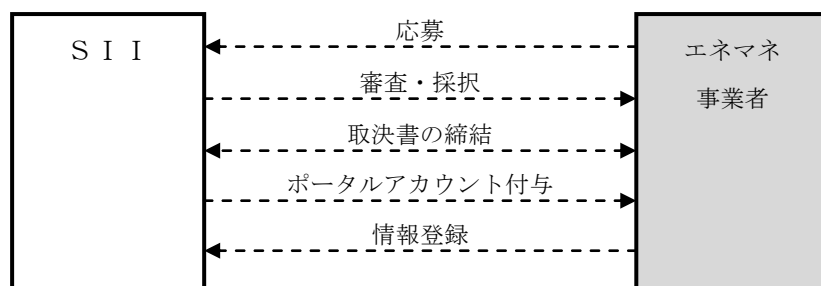 ＳＩＩ
応募
審査・採択
取決書の締結
ポータルアカウント付与
情報登録
エネマネ
事業者